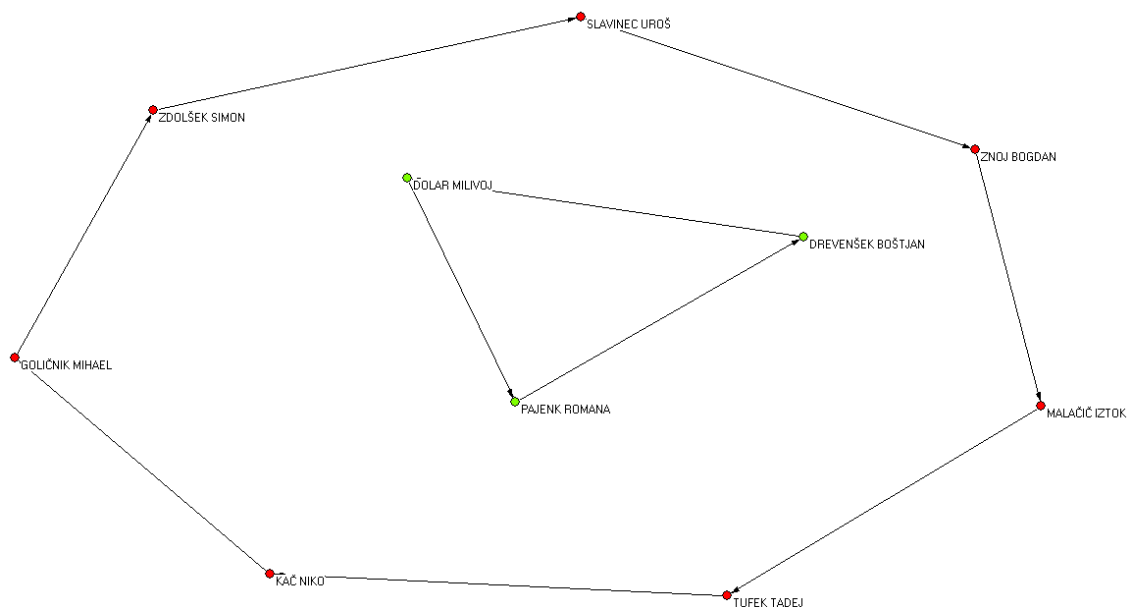 SLAVINEC UROŠ
ZDOLŠEK SIMON
ZNOJ BOGDAN
DOLAR MILIVOJ
DREVENŠEK BOŠTJAN
GOLIČNIK MIHAEL
PAJENK ROMANA
MALAČIČ IZTOK
KAČ NIKO
TUFEK TADEJ